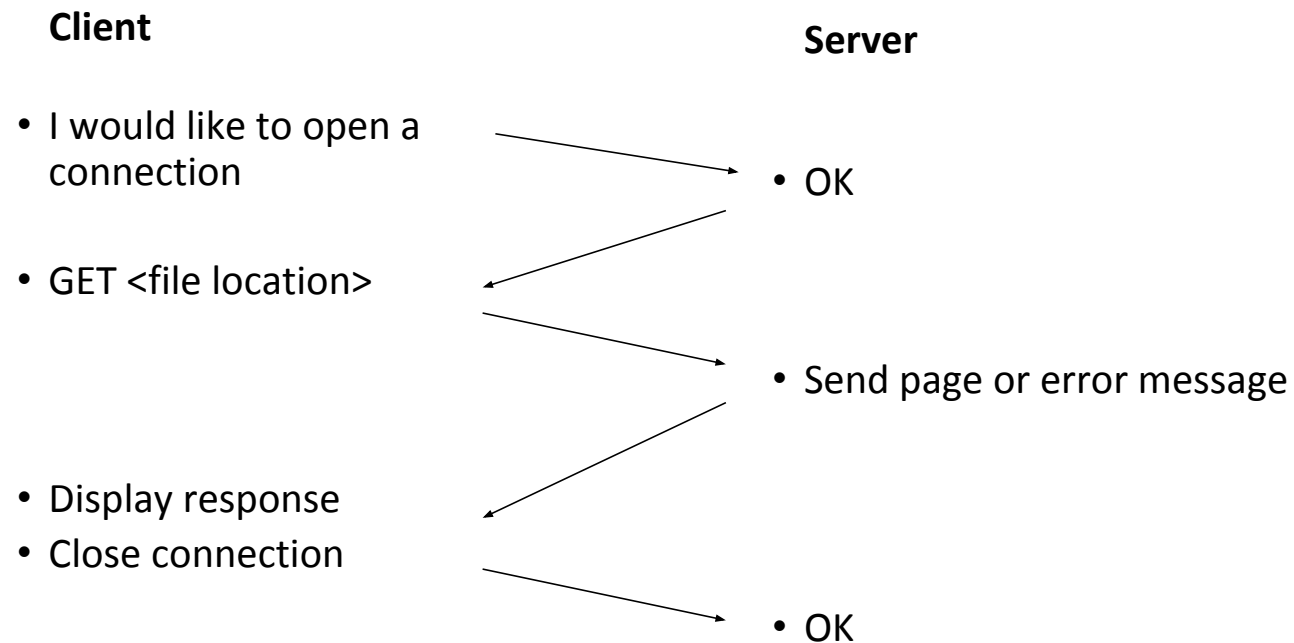 Client
Server
• I would like to open a
connection
• OK
• GET <file location>
• Send page or error message
• Display response
• Close connection
• OK